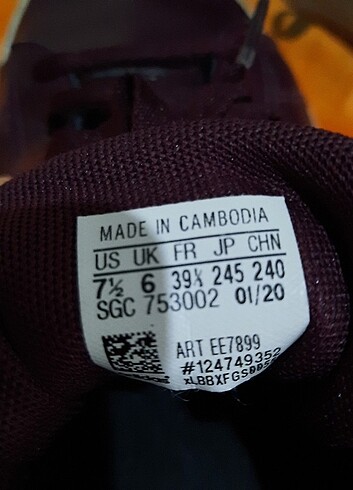 MADE IN CAMBODIA
US UK FR JP CHN
7½ 6 39⅓ 245 240
SGC 753002 01/20
ART EE7899
#124749352